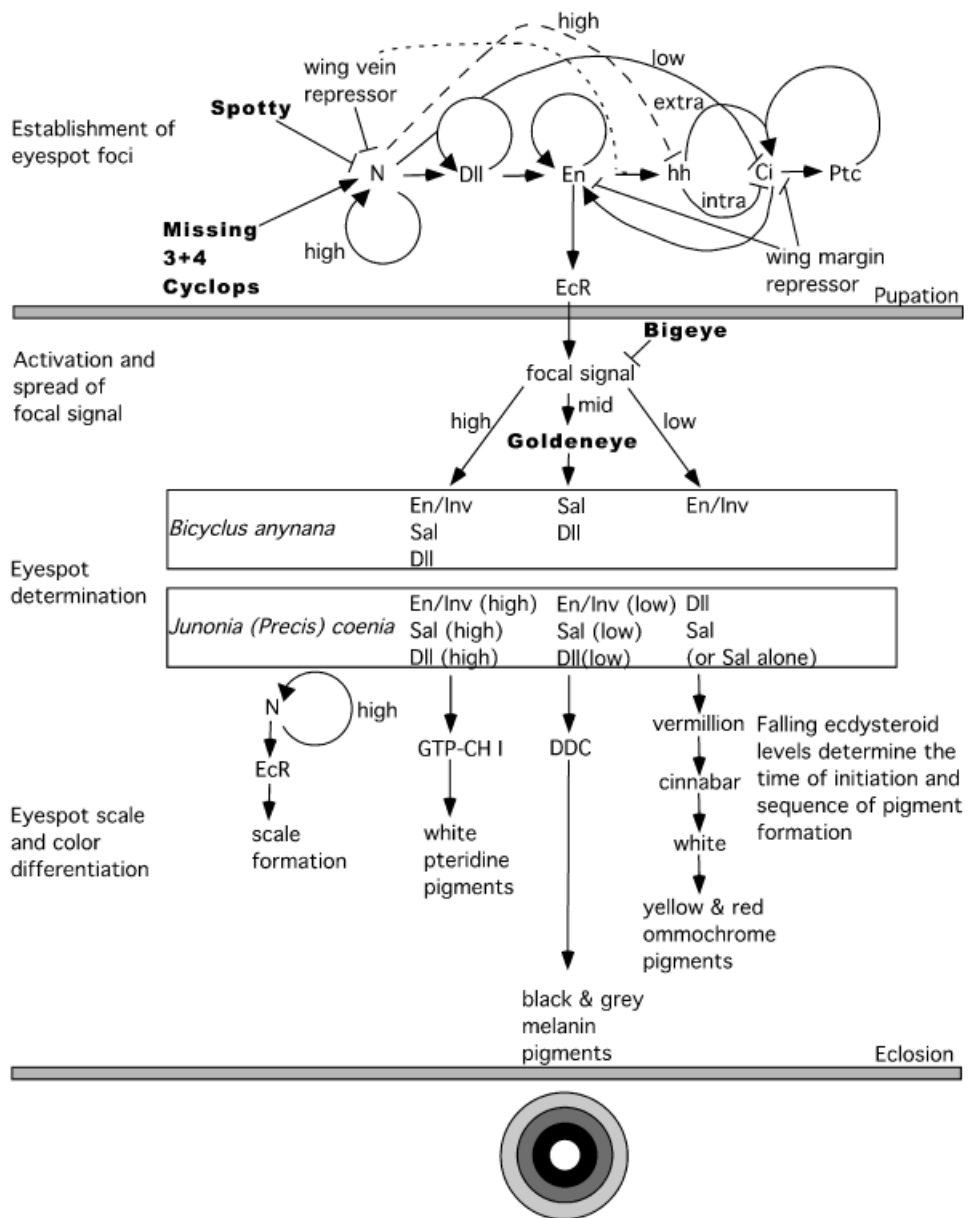 high
low
wing vein
repressor
Spotty
extra
Establishment of
eyespot foci
N
Dll
En
hh
Ci
Ptc
intra
Missing
3+4
Cyclops
high
wing margin
repressor
EcR
Pupation
Bigeye
Activation and
spread of
focal signal
focal signal
high
mid
low
Goldeneye
Eyespot
determination
Bicyclus anynana
En/Inv
Sal
Dll
Sal
Dll
En/Inv
Junonia (Precis) coenia
En/Inv (high)
Sal (high)
Dll (high)
En/Inv (low)
Sal (low)
Dll(low)
Dll
Sal
(or Sal alone)
Eyespot scale
and color
differentiation
N
high
EcR
scale
formation
GTP-CH I
white
pteridine
pigments
DDC
black & grey
melanin
pigments
vermillion
cinnabar
white
yellow & red
ommochrome
pigments
Falling ecdysteroid
levels determine the
time of initiation and
sequence of pigment
formation
Eclosion